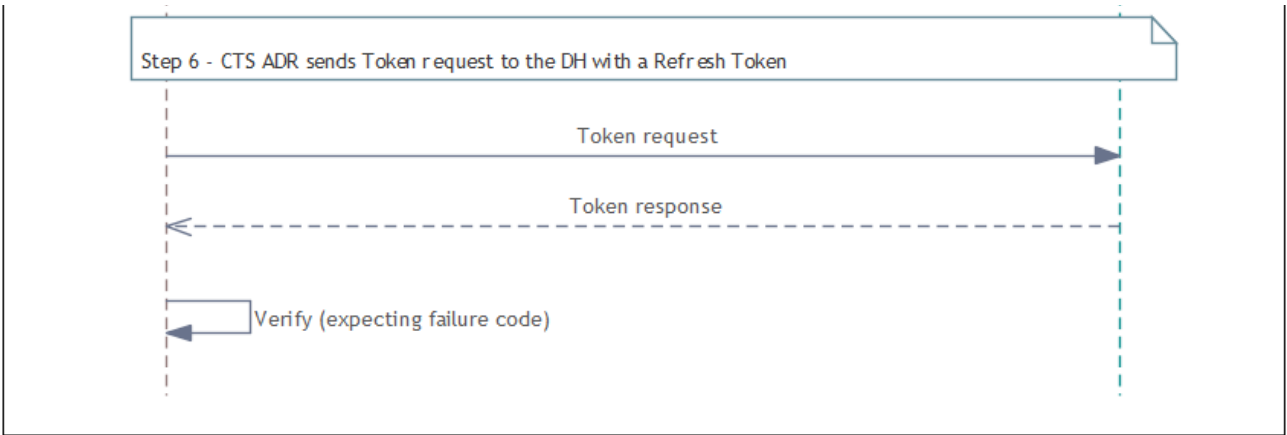 Step 6 - CTS ADR sends Token request to the DH with a Refresh Token
Token request
Token response
Verify (expecting failure code)